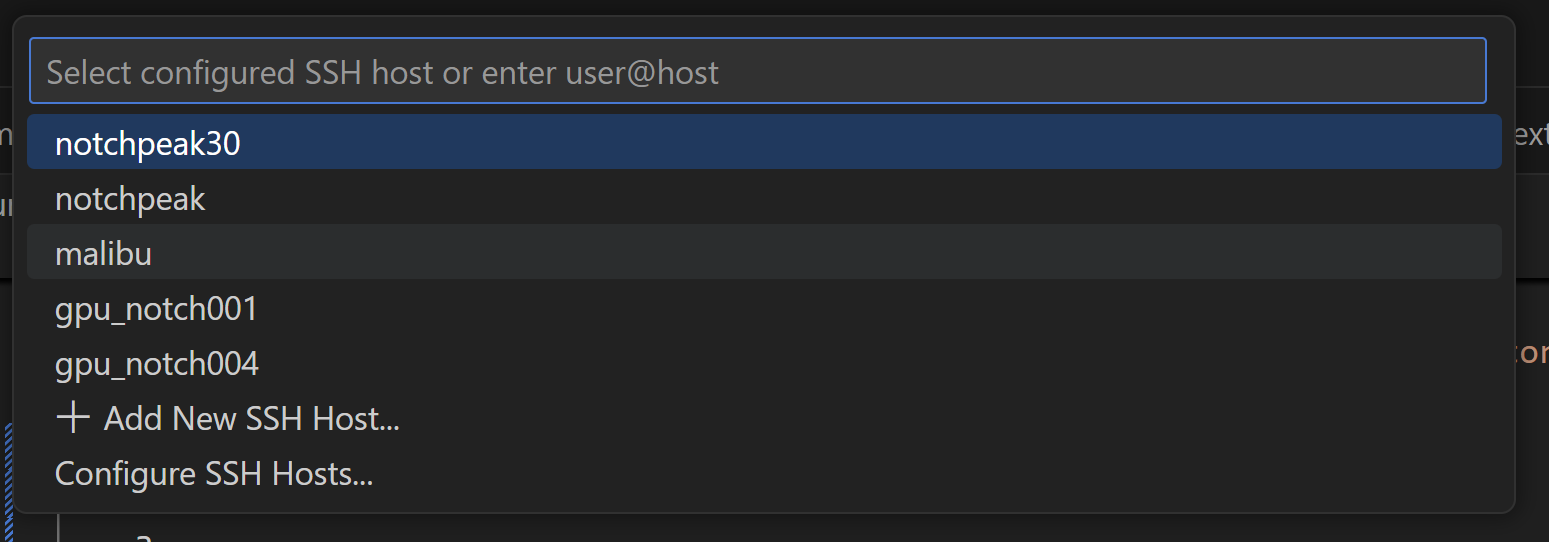 Select configured SSH host or enter user@host
notchpeak30
notchpeak
malibu
gpu_notch001
gpu_notch004
+ Add New SSH Host...
Configure SSH Hosts...